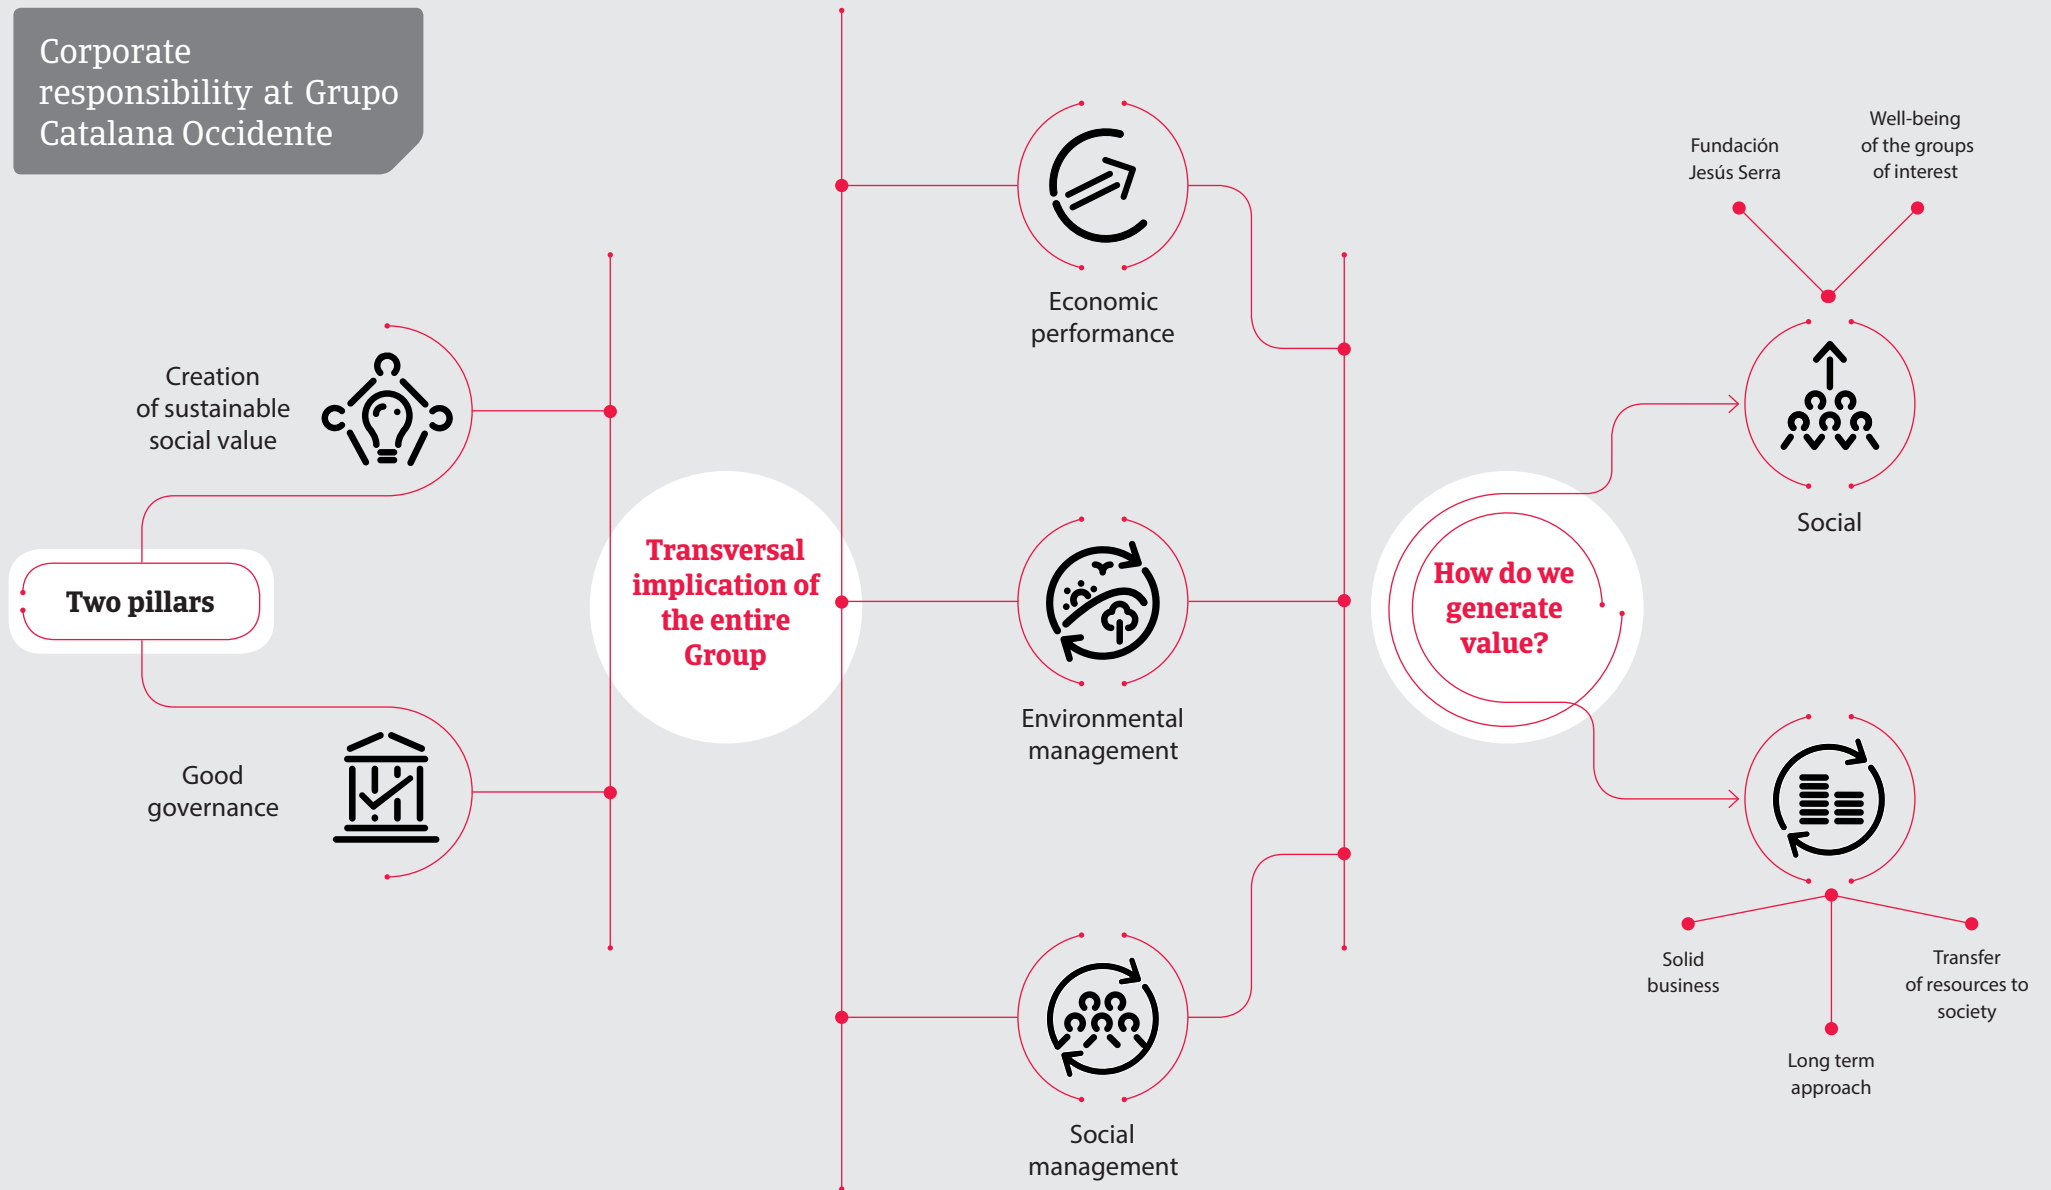 Corporate
responsibility at Grupo
Catalana Occidente
Two pillars
Creation
of sustainable
social value
Good
governance
Transversal
implication of
the entire
Group
Economic
performance
Environmental
management
Social
management
How do we
generate
value?
Fundación
Jesús Serra
Well-being
of the groups
of interest
Social
Solid
business
Long term
approach
Transfer
of resources to
society